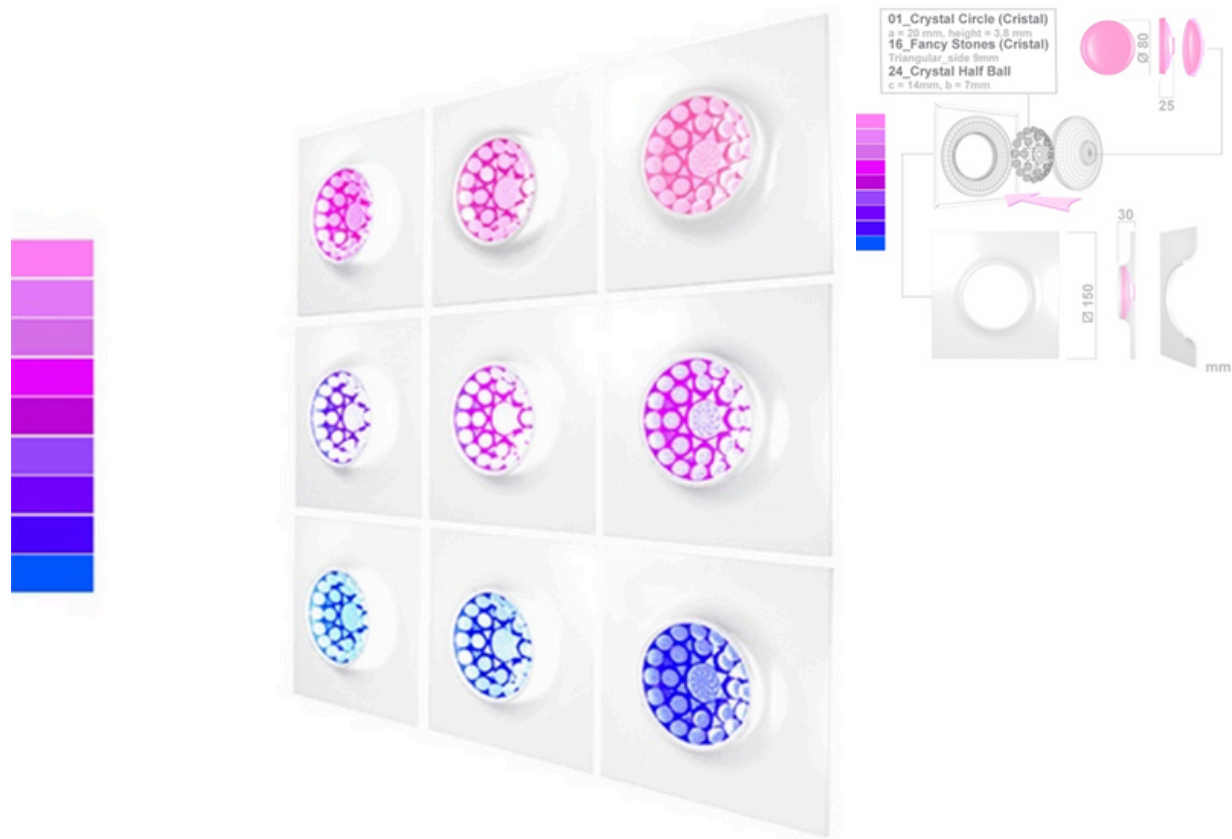 01_Crystal Circle (Cristal)
a = 20 mm, height = 3,8 mm
16_Fancy Stones (Cristal)
Triangular_side 9mm
24_Crystal Half Ball
c = 14mm, b = 7mm
Ø 80
25
30
⌀ 150
mm